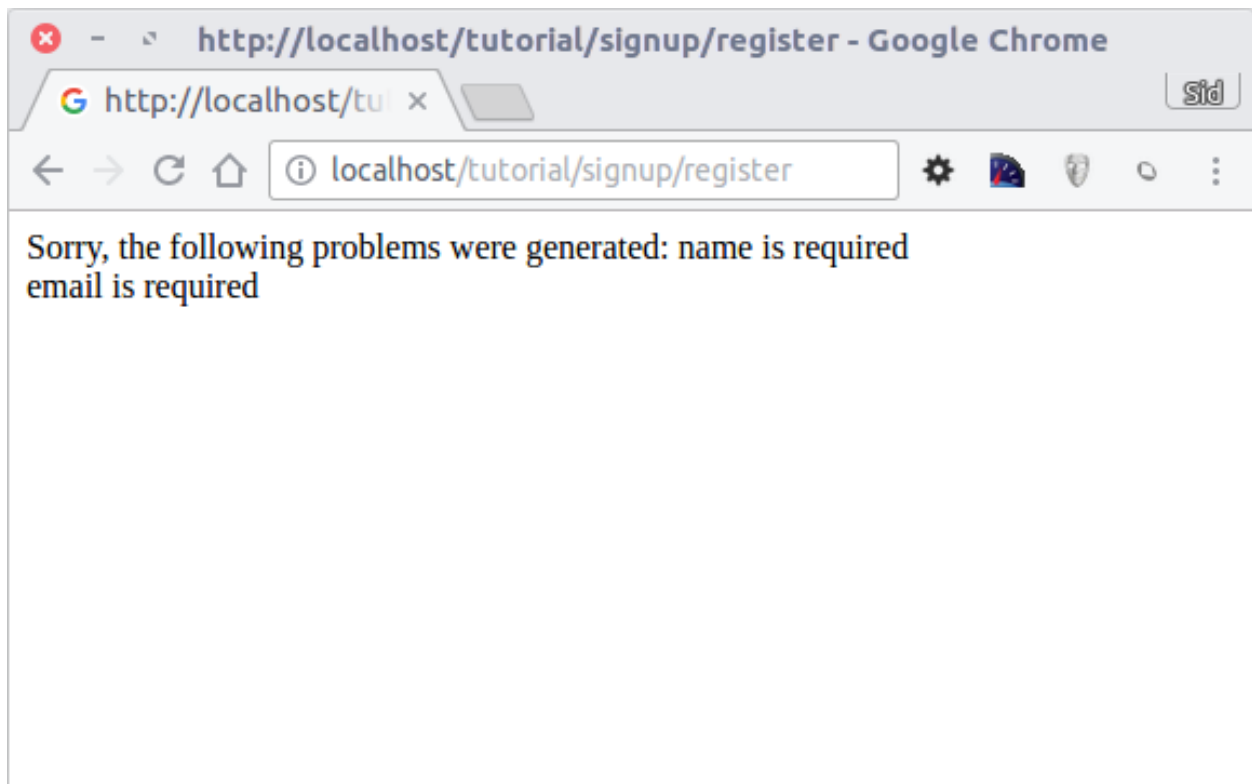 http://localhost/tutorial/signup/register - Google Chrome
http://localhost/tu
Sid
localhost/tutorial/signup/register
Sorry, the following problems were generated: name is required
email is required